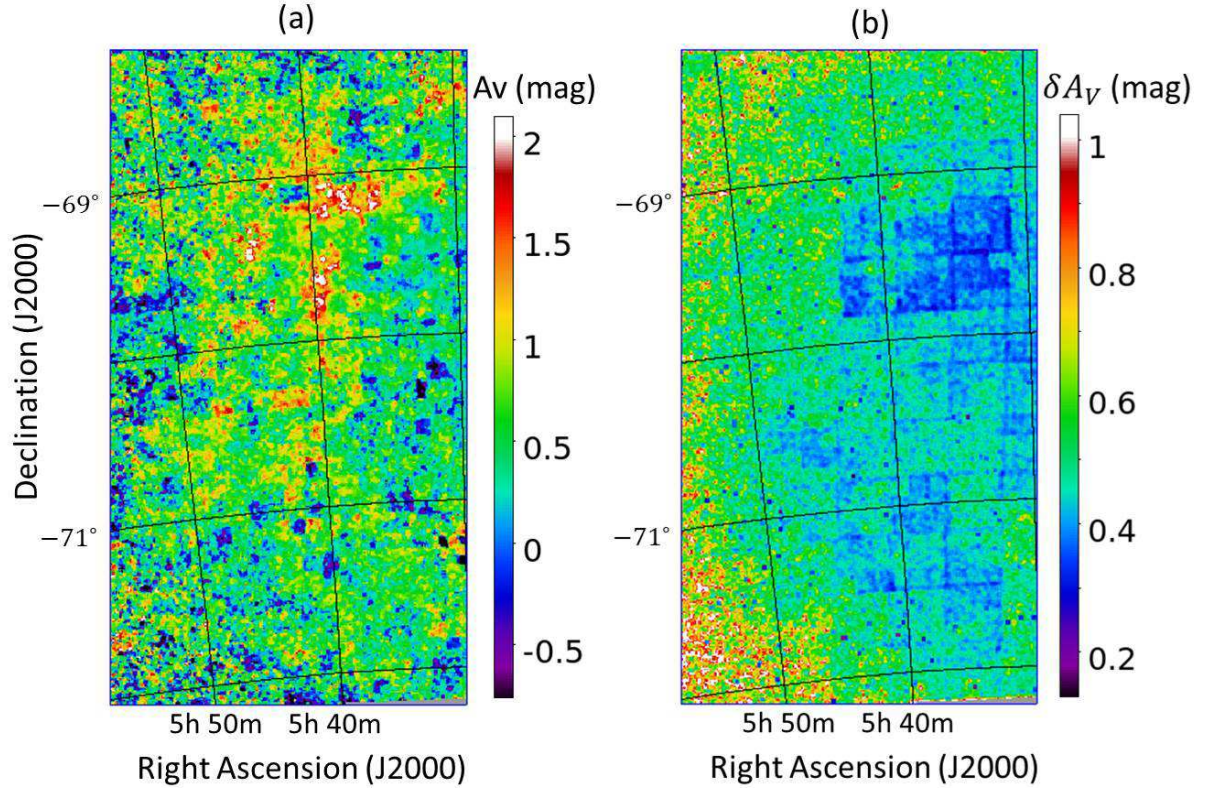 (a)
Av (mag)
2
1.5
1
0.5
0
-0.5
−69°
−71°
Declination (J2000)
5h 50m 5h 40m
Right Ascension (J2000)
(b)
δA_V (mag)
1
0.8
0.6
0.4
0.2
−69°
−71°
5h 50m 5h 40m
Right Ascension (J2000)